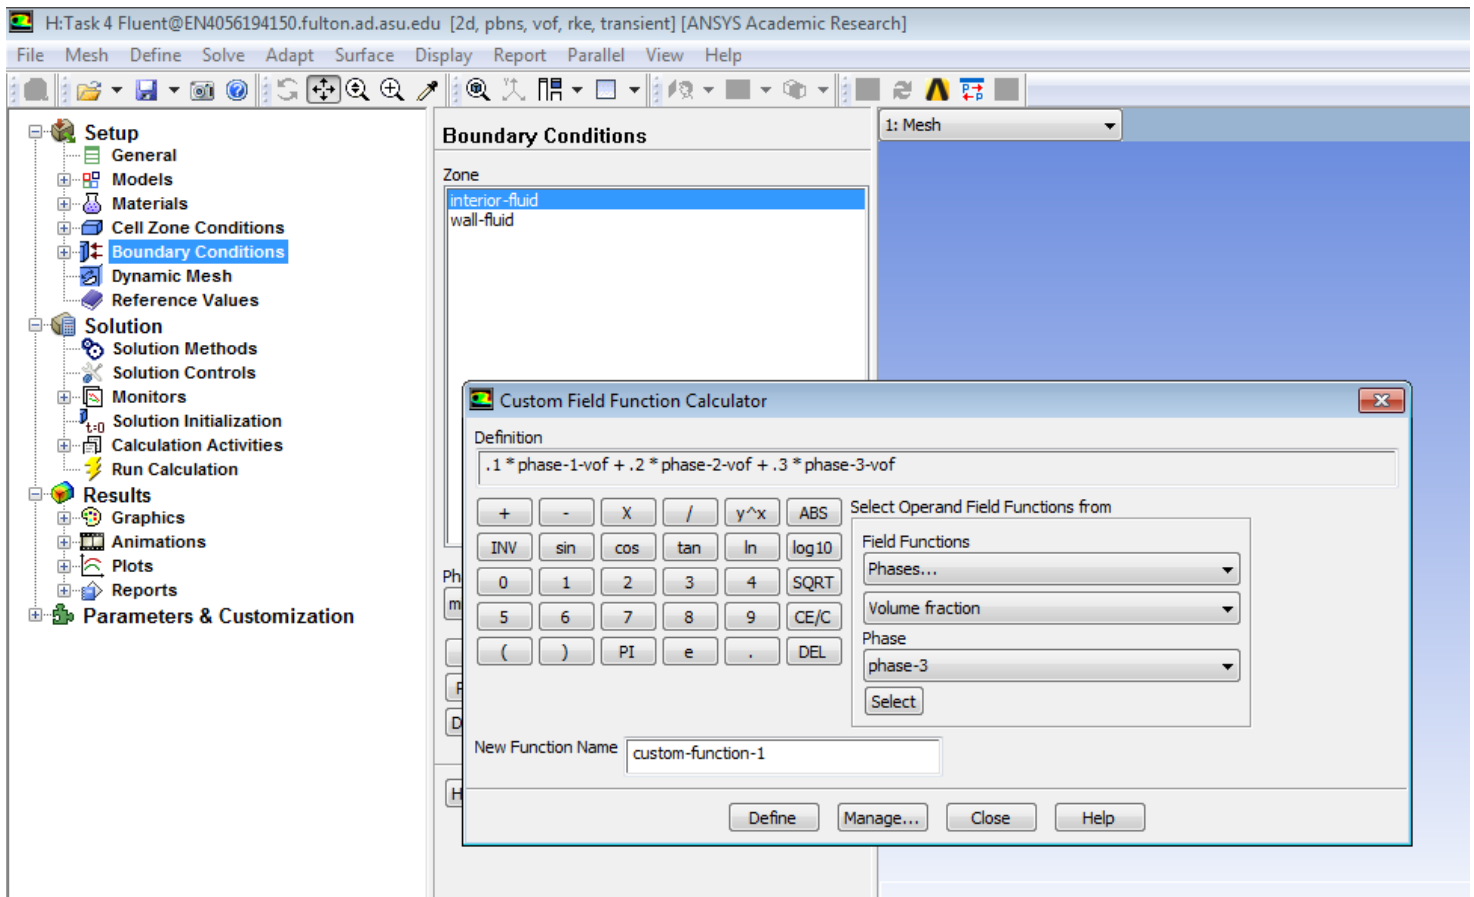 H:Task 4 Fluent@EN4056194150.fulton.ad.asu.edu [2d, pbns, vof, rke, transient] [ANSYS Academic Research]
File Mesh Define Solve Adapt Surface Display Report Parallel View Help
Setup
General
Models
Materials
Cell Zone Conditions
Boundary Conditions
Dynamic Mesh
Reference Values
Solution
Solution Methods
Solution Controls
Monitors
t=0 Solution Initialization
Calculation Activities
Run Calculation
Results
Graphics
Animations
Plots
Reports
Parameters & Customization
Boundary Conditions
Zone
interior-fluid
wall-fluid
Ph
m
P
D
H
1: Mesh
Custom Field Function Calculator
Definition
.1 * phase-1-vof + .2 * phase-2-vof + .3 * phase-3-vof
+ - X / y^x ABS
INV sin cos tan ln log10
0 1 2 3 4 SQRT
5 6 7 8 9 CE/C
( ) PI e . DEL
Select Operand Field Functions from
Field Functions
Phases...
Volume fraction
Phase
phase-3
Select
New Function Name custom-function-1
Define Manage... Close Help